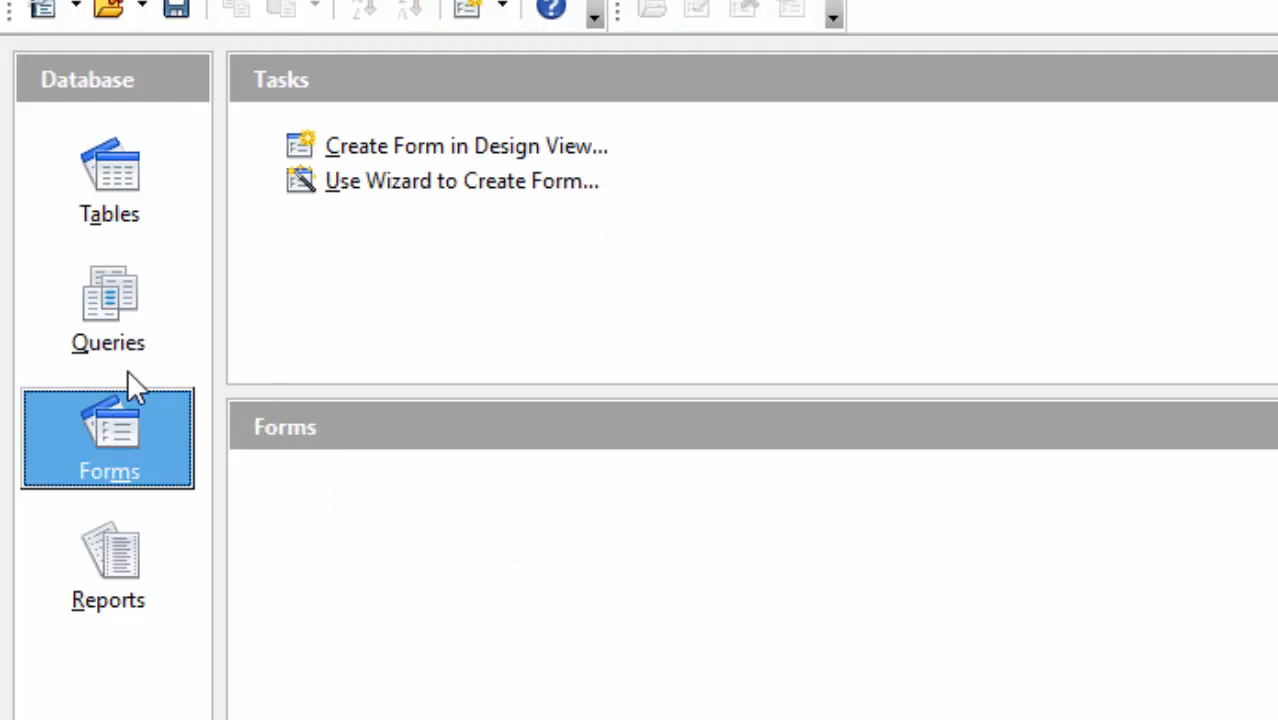 Database
Tables
Queries
Forms
Reports
Tasks
Create Form in Design View...
Use Wizard to Create Form...
Forms